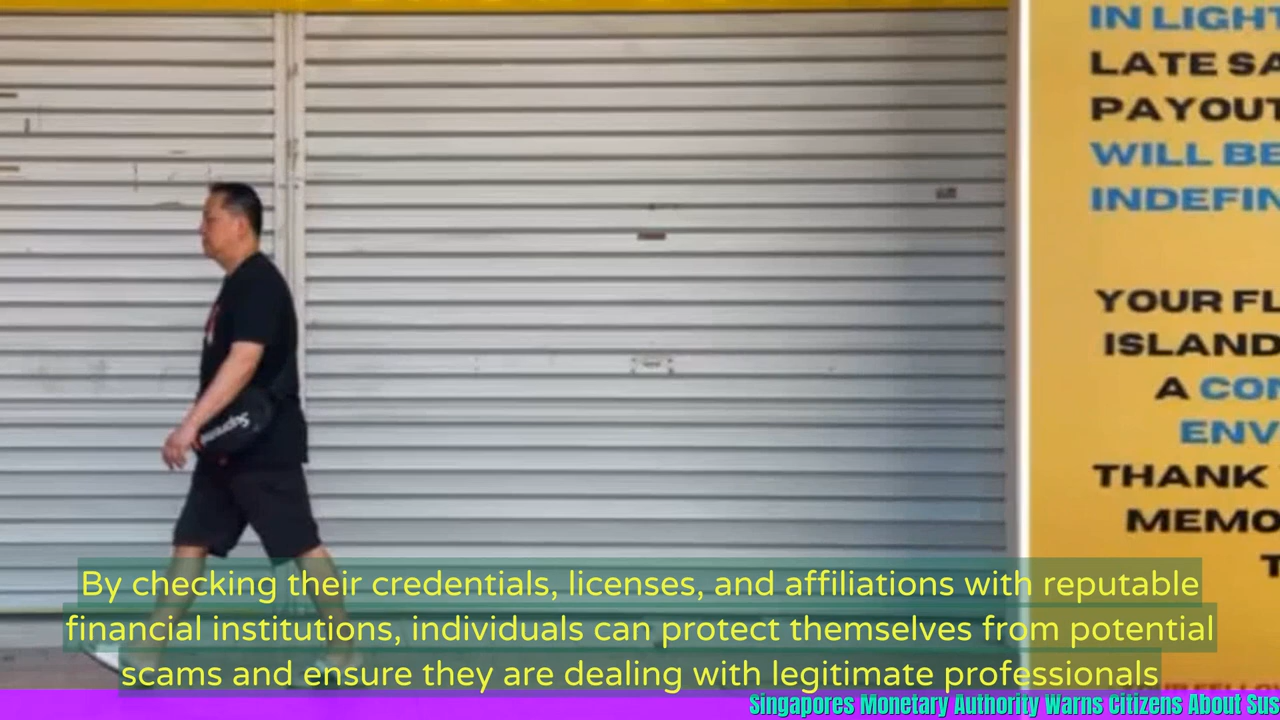 IN LIGHT
LATE SA
PAYOUT
WILL BE
INDEFIN
YOUR FL
ISLAND
A CON
ENV
THANK
MEMO
T
By checking their credentials, licenses, and affiliations with reputable
financial institutions, individuals can protect themselves from potential
scams and ensure they are dealing with legitimate professionals
Singapores Monetary Authority Warns Citizens About Sus